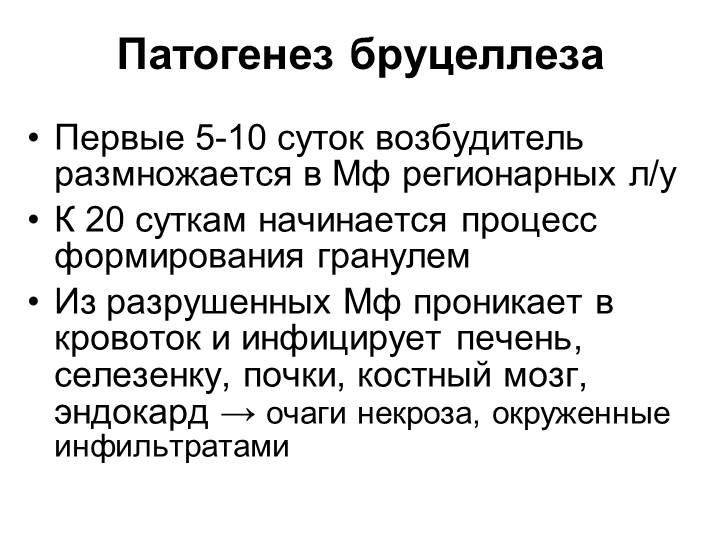 Патогенез бруцеллеза
• Первые 5-10 суток возбудитель
размножается в Мф регионарных л/у
• К 20 суткам начинается процесс
формирования гранулем
• Из разрушенных Мф проникает в
кровоток и инфицирует печень,
селезенку, почки, костный мозг,
эндокард → очаги некроза, окруженные
инфильтратами